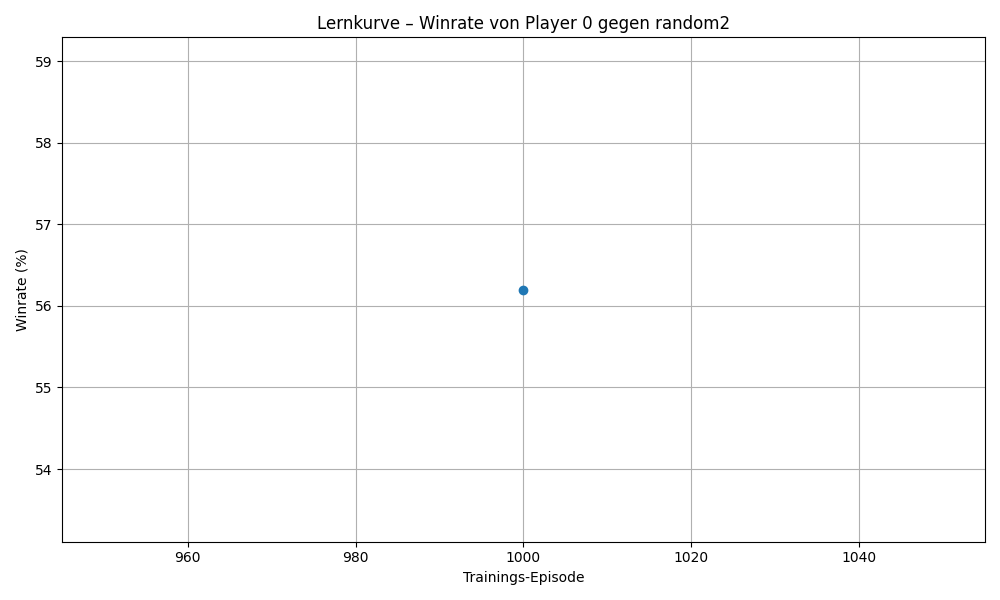 Lernkurve – Winrate von Player 0 gegen random2
59
58
57
56
55
54
Winrate (%)
960 980 1000 1020 1040
Trainings-Episode